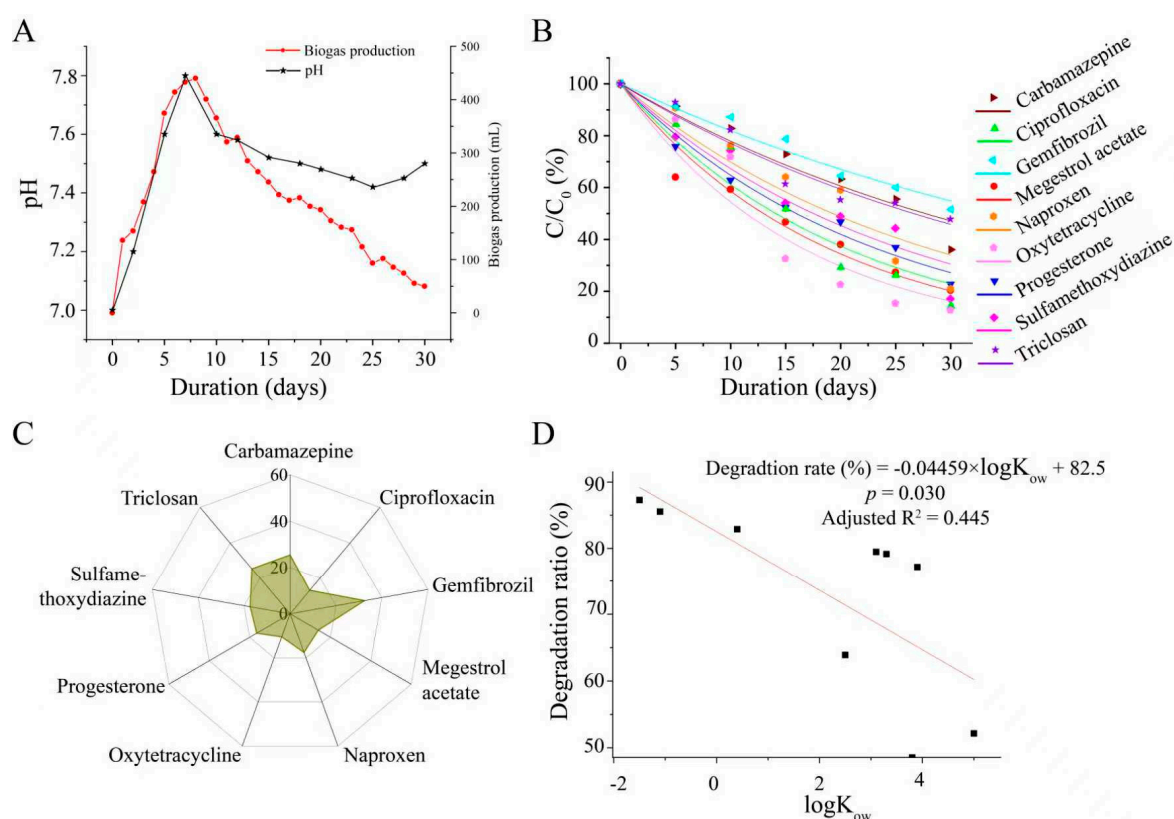 A
Biogas production
pH
7.8
7.6
7.4
7.2
7.0
pH
500
400
300
200
100
0
Biogas production (mL)
0 5 10 15 20 25 30
Duration (days)
B
100
80
60
40
20
0
C/C0 (%)
0 5 10 15 20 25 30
Duration (days)
Carbamazepine
Ciprofloxacin
Gemfibrozil
Megestrol acetate
Naproxen
Oxytetracycline
Progesterone
Sulfamethoxydiazine
Triclosan
C
Carbamazepine
60
40
20
0
Ciprofloxacin
Gemfibrozil
Megestrol
acetate
Naproxen
Oxytetracycline
Progesterone
Sulfame-
thoxydiazine
Triclosan
D
Degradtion rate (%) = -0.04459×logKow + 82.5
p = 0.030
Adjusted R² = 0.445
90
80
70
60
50
Degradation ratio (%)
-2 0 2 4
logKow